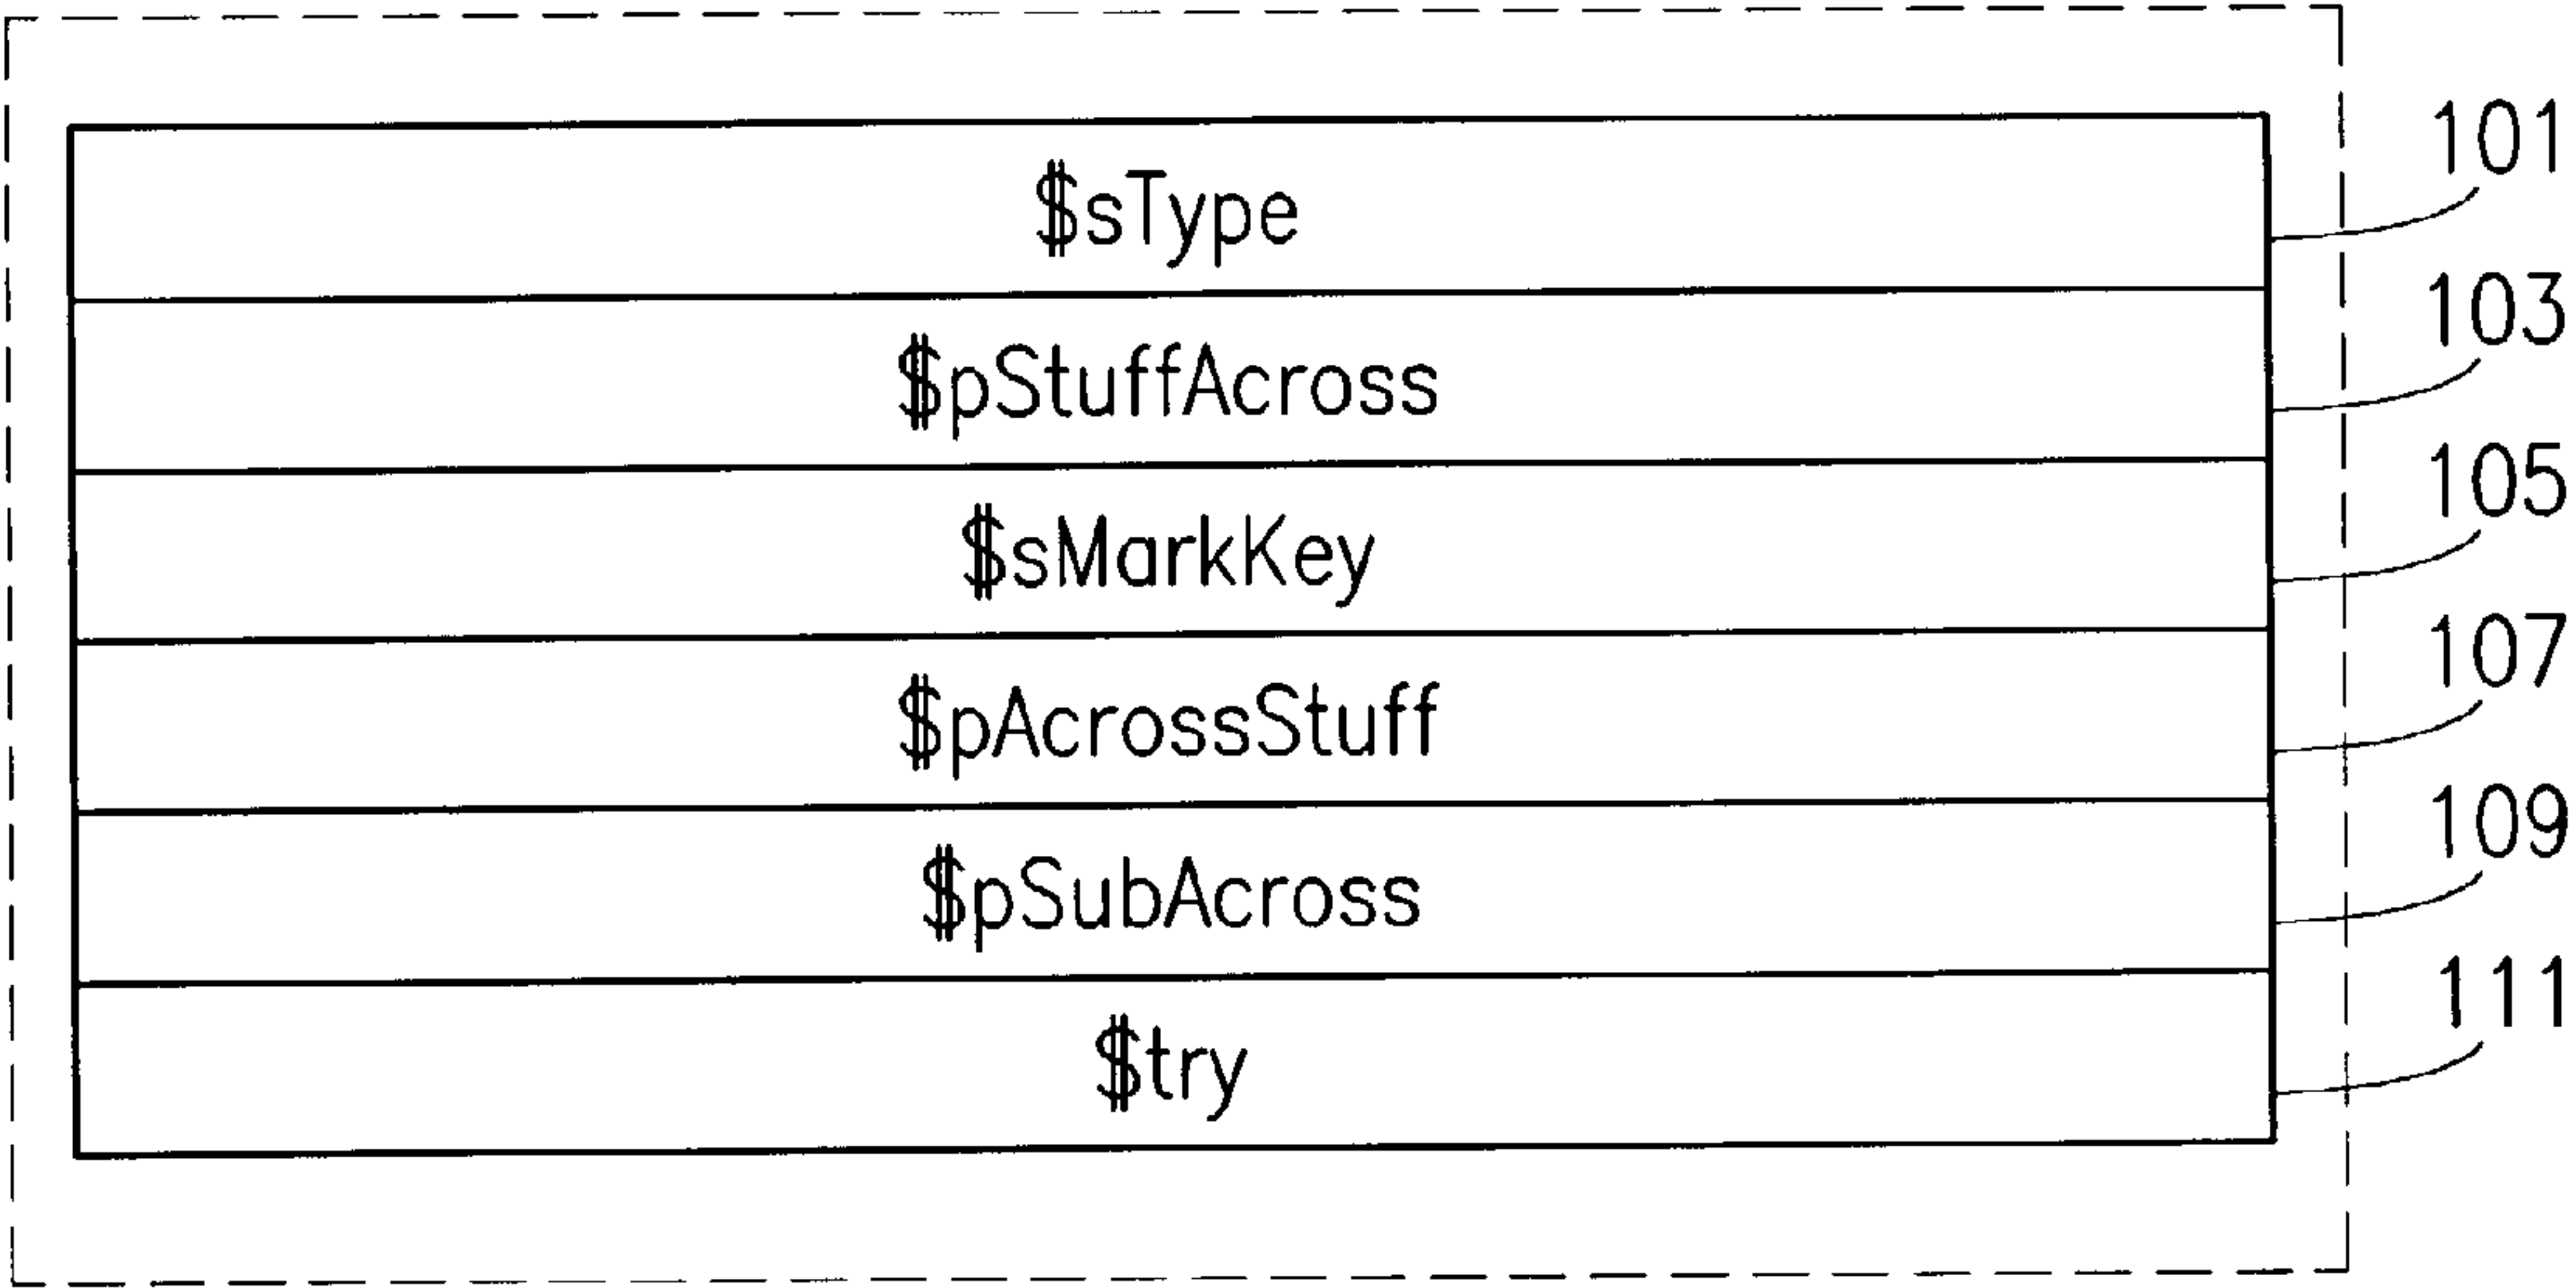 $sType 101
$pStuffAcross 103
$sMarkKey 105
$pAcrossStuff 107
$pSubAcross 109
$try 111